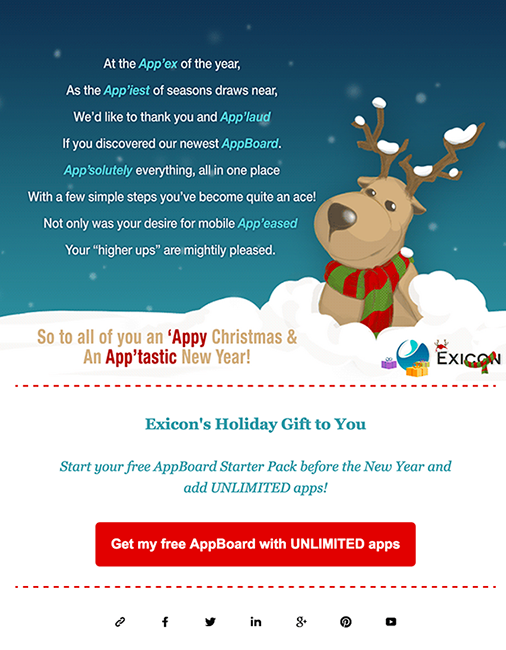 At the App'ex of the year,
As the App'iest of seasons draws near,
We'd like to thank you and App'laud
If you discovered our newest AppBoard.
App'solutely everything, all in one place
With a few simple steps you've become quite an ace!
Not only was your desire for mobile App'eased
Your “higher ups” are mightily pleased.
So to all of you an ‘Appy Christmas &
An App'tastic New Year!
EXICON
Exicon's Holiday Gift to You
Start your free AppBoard Starter Pack before the New Year and
add UNLIMITED apps!
Get my free AppBoard with UNLIMITED apps